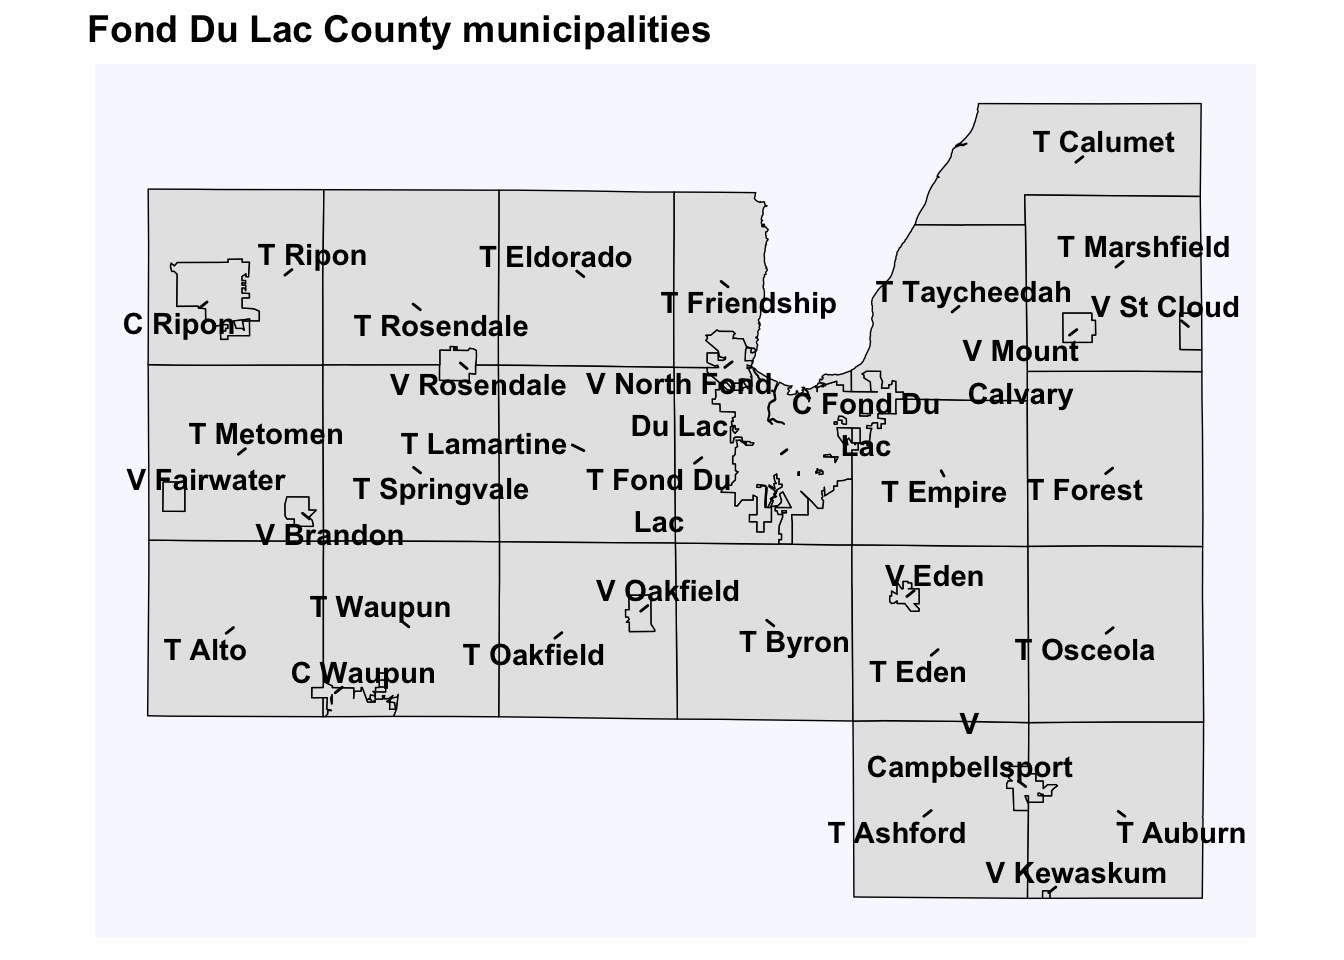 Fond Du Lac County municipalities
T Calumet
T Marshfield
T Ripon
T Eldorado
T Taycheedah
T Friendship
V St Cloud
C Ripon
T Rosendale
V Mount
Calvary
V Rosendale
V North Fond
Du Lac
C Fond Du
Lac
T Metomen
T Lamartine
V Fairwater
T Springvale
T Fond Du
Lac
T Empire
T Forest
V Brandon
V Eden
V Oakfield
T Waupun
T Alto
T Oakfield
T Byron
T Osceola
C Waupun
T Eden
V
Campbellsport
T Ashford
T Auburn
V Kewaskum